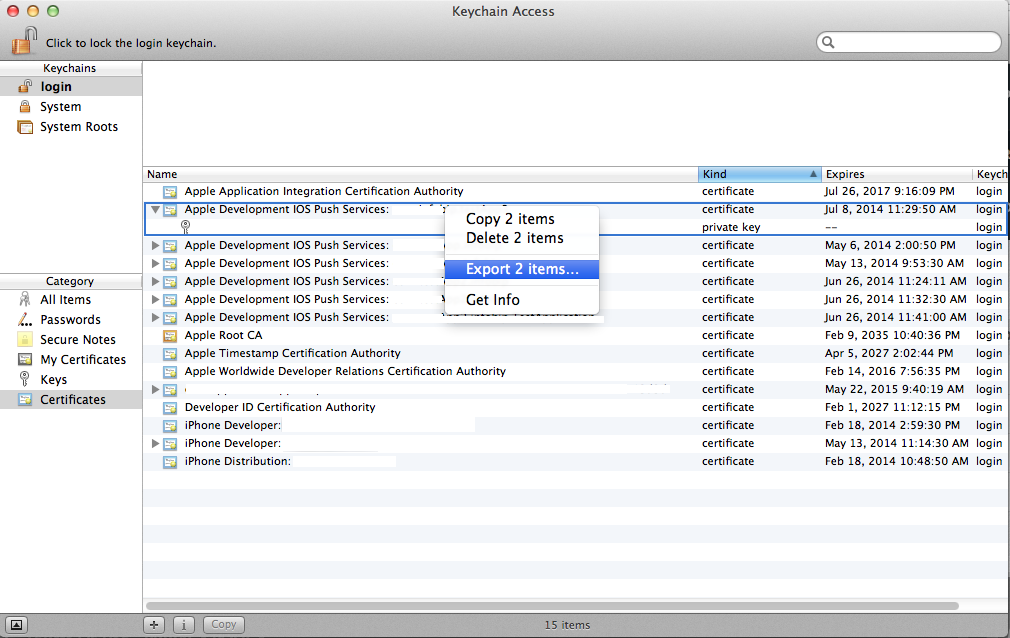 Keychain Access
Click to lock the login keychain.
Keychains
login
System
System Roots
Category
All Items
Passwords
Secure Notes
My Certificates
Keys
Certificates
Name Kind Expires Keych
Apple Application Integration Certification Authority certificate Jul 26, 2017 9:16:09 PM login
Apple Development IOS Push Services: certificate Jul 8, 2014 11:29:50 AM login
private key -- login
Apple Development IOS Push Services: certificate May 6, 2014 2:00:50 PM login
Apple Development IOS Push Services: certificate May 13, 2014 9:53:30 AM login
Apple Development IOS Push Services: certificate Jun 26, 2014 11:24:11 AM login
Apple Development IOS Push Services: certificate Jun 26, 2014 11:32:30 AM login
Apple Development IOS Push Services: certificate Jun 26, 2014 11:41:00 AM login
Apple Root CA certificate Feb 9, 2035 10:40:36 PM login
Apple Timestamp Certification Authority certificate Apr 5, 2027 2:02:44 PM login
Apple Worldwide Developer Relations Certification Authority certificate Feb 14, 2016 7:56:35 PM login
certificate May 22, 2015 9:40:19 AM login
Developer ID Certification Authority certificate Feb 1, 2027 11:12:15 PM login
iPhone Developer: certificate Feb 18, 2014 2:59:30 PM login
iPhone Developer: certificate May 13, 2014 11:14:30 AM login
iPhone Distribution: certificate Feb 18, 2014 10:48:50 AM login
Copy 2 items
Delete 2 items
Export 2 items...
Get Info
Copy
15 items